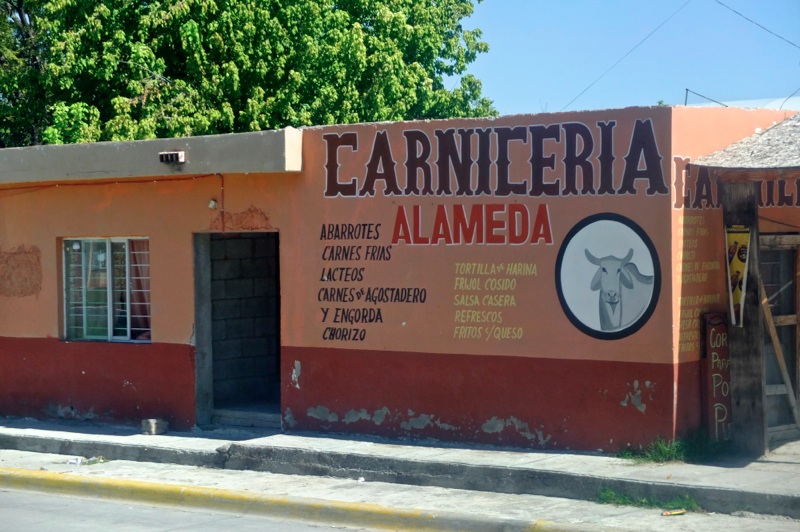 CARNICERIA
ALAMEDA
ABARROTES
CARNES FRIAS
LACTEOS
CARNES DE AGOSTADERO
Y ENGORDA
CHORIZO
TORTILLA DE HARINA
FRIJOL COSIDO
SALSA CASERA
REFRESCOS
FRITOS C/QUESO